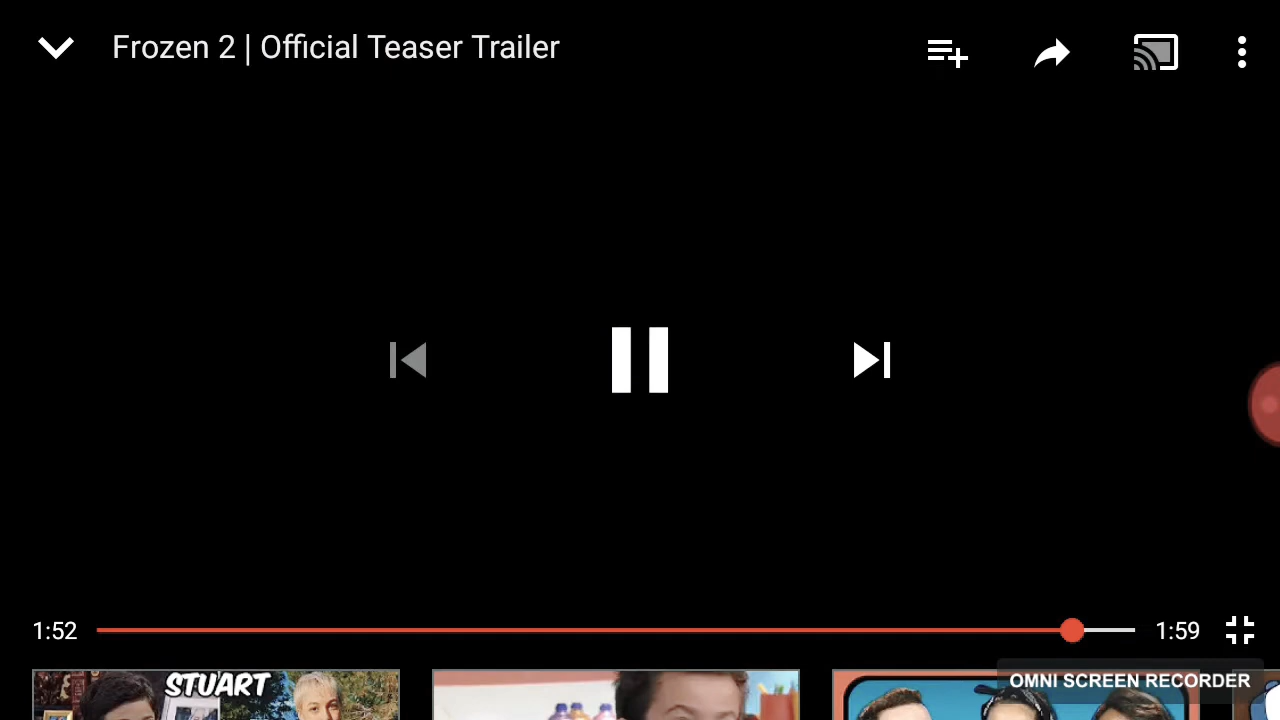 Frozen 2 | Official Teaser Trailer
1:52
1:59
STUART
OMNI SCREEN RECORDER